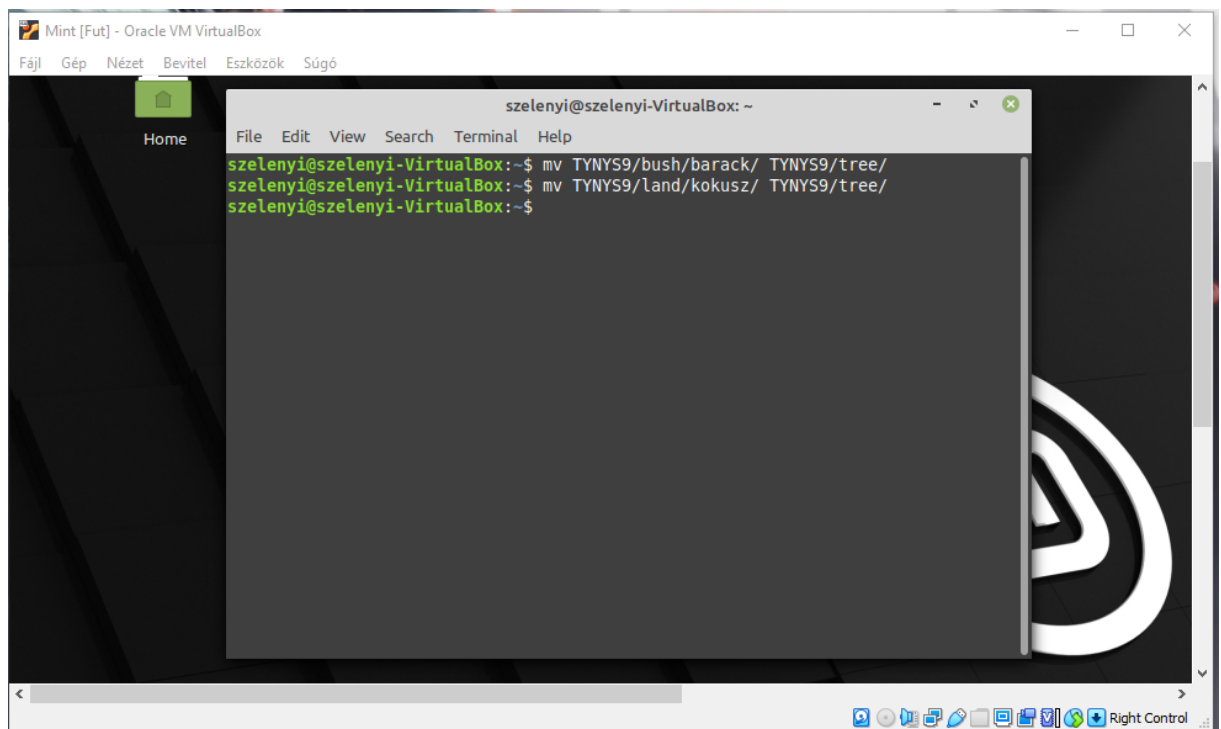 Mint [Fut] - Oracle VM VirtualBox
Fájl Gép Nézet Bevitel Eszközök Súgó
Home
szelenyi@szelenyi-VirtualBox: ~
File Edit View Search Terminal Help
szelenyi@szelenyi-VirtualBox:~$ mv TYNYS9/bush/barack/ TYNYS9/tree/
szelenyi@szelenyi-VirtualBox:~$ mv TYNYS9/land/kokusz/ TYNYS9/tree/
szelenyi@szelenyi-VirtualBox:~$
Right Control